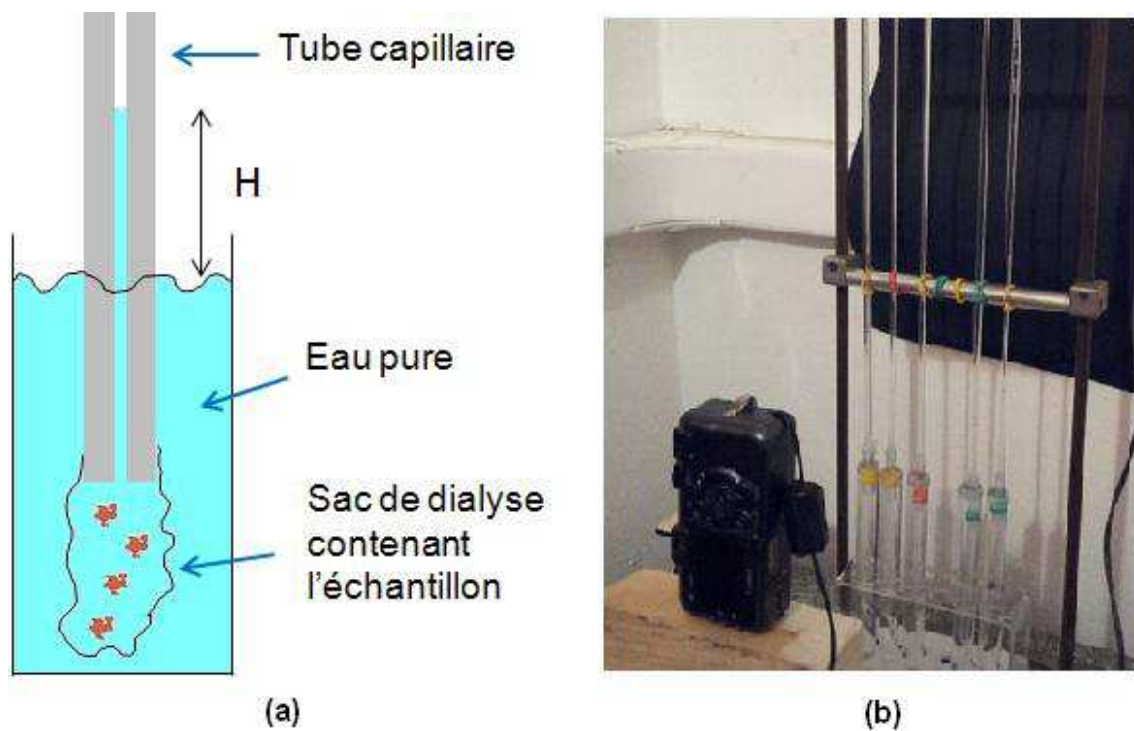 Tube capillaire
H
Eau pure
Sac de dialyse
contenant
l'échantillon
(a)
(b)